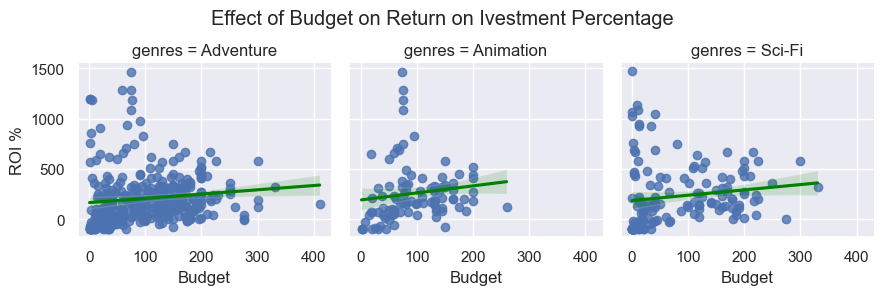 Effect of Budget on Return on Ivestment Percentage
genres = Adventure
genres = Animation
genres = Sci-Fi
ROI %
1500
1000
500
0
0 100 200 300 400
0 100 200 300 400
0 100 200 300 400
Budget
Budget
Budget